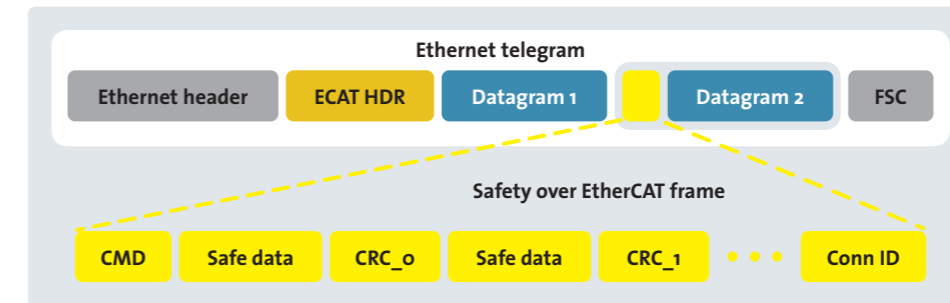 Ethernet telegram
Ethernet header ECAT HDR Datagram 1 Datagram 2 FSC
Safety over EtherCAT frame
CMD Safe data CRC_0 Safe data CRC_1 Conn ID